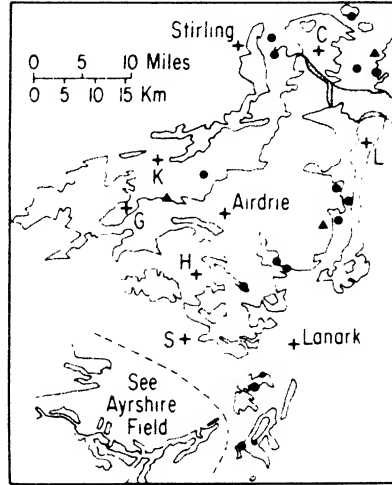 Stirling
C
0 5 10 Miles
0 5 10 15 Km
L
K
G
Airdrie
H
S
Lanark
See
Ayrshire
Field